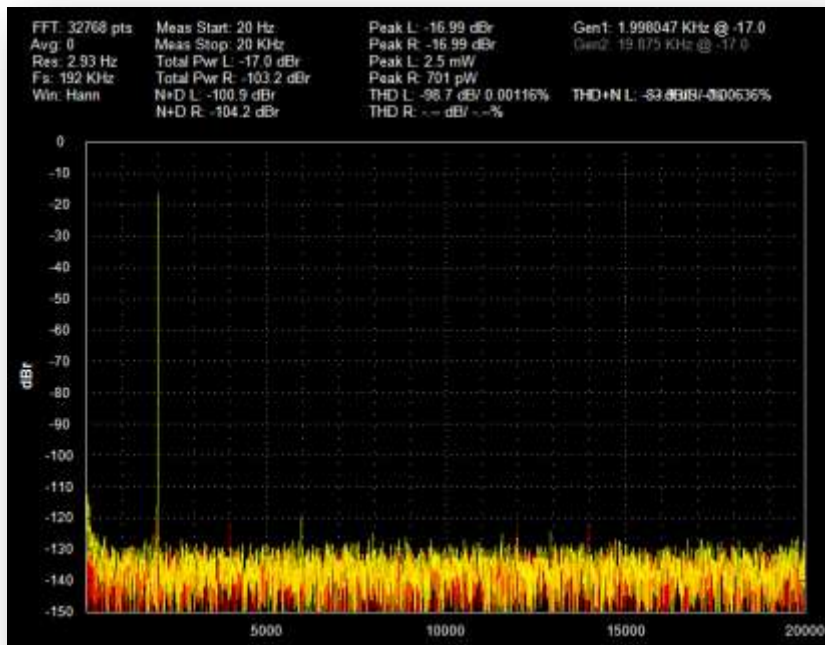 FFT: 32768 pts
Avg: 0
Res: 2.93 Hz
Fs: 192 KHz
Win: Hann
Meas Start: 20 Hz
Meas Stop: 20 KHz
Total Pwr L: -17.0 dBr
Total Pwr R: -103.2 dBr
N+D L: -100.9 dBr
N+D R: -104.2 dBr
Peak L: -16.99 dBr
Peak R: -16.99 dBr
Peak L: 2.5 mW
Peak R: 701 pW
THD L: -98.7 dB/ 0.00116%
THD R: -.-- dB/ -.--%
Gen1: 1.998047 KHz @ -17.0
Gen2: 19.875 KHz @ -17.0
THD+N L:
dBr
0
-10
-20
-30
-40
-50
-60
-70
-80
-90
-100
-110
-120
-130
-140
-150
5000
10000
15000
20000